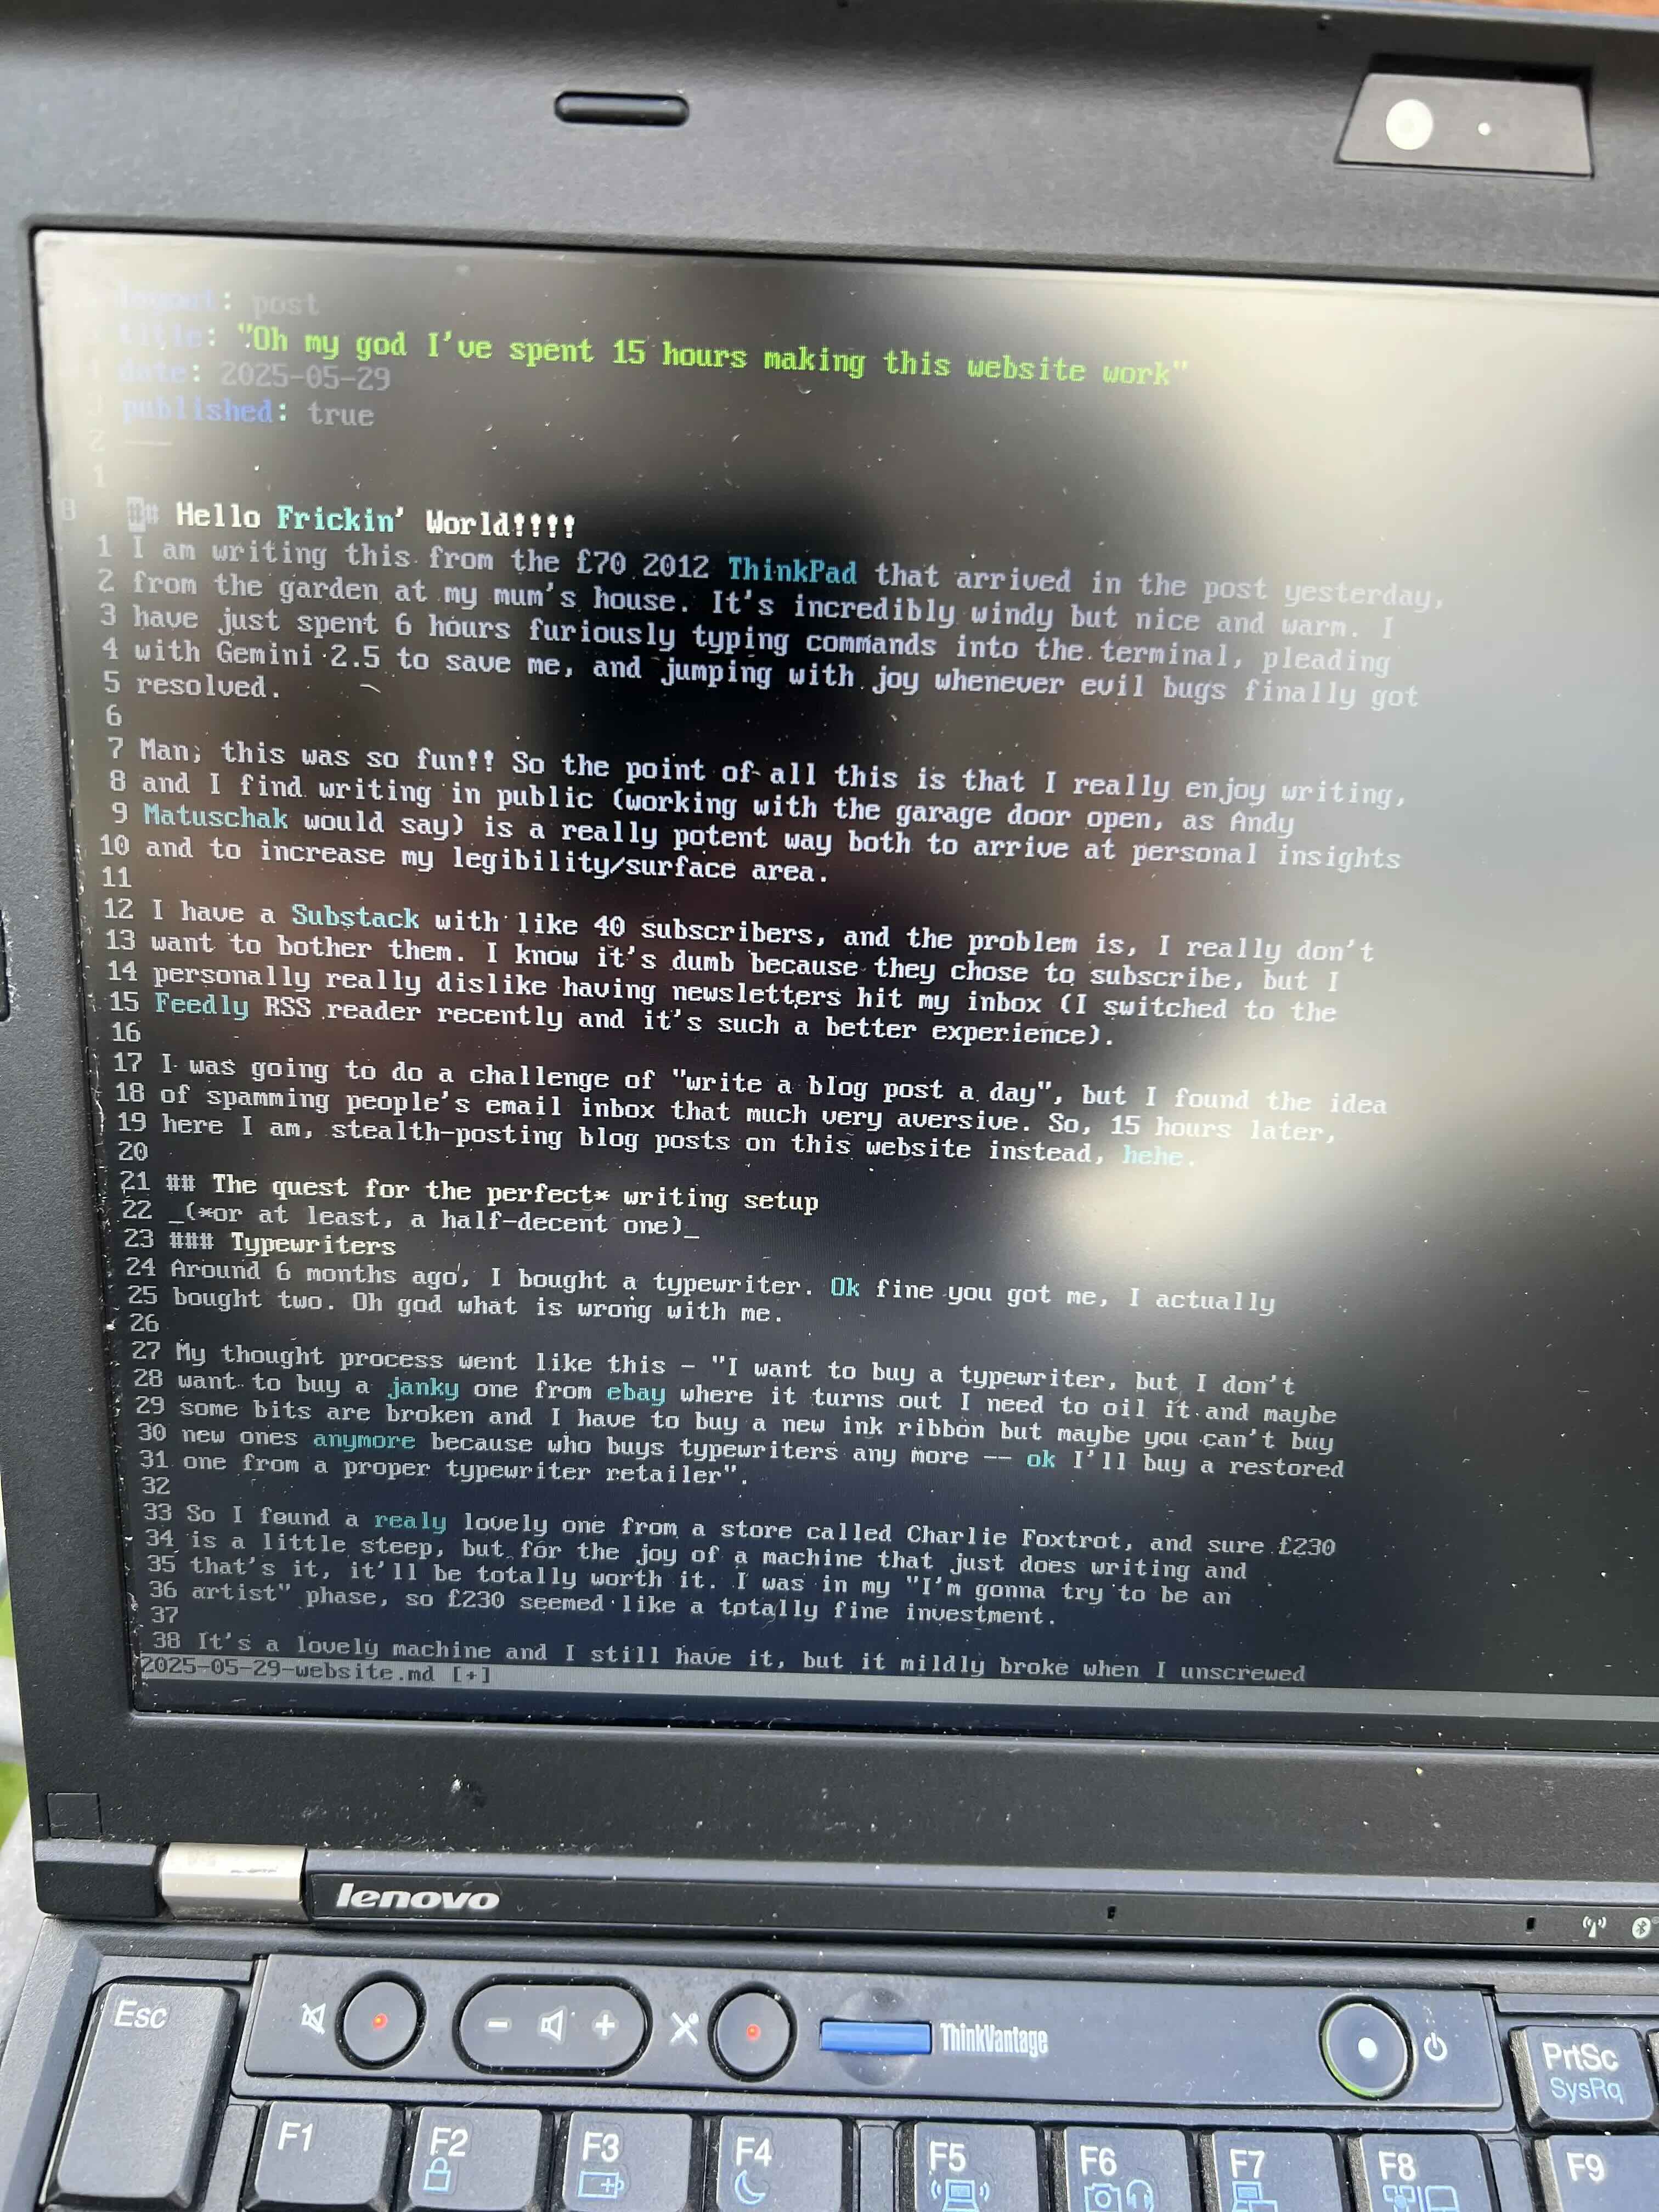 layout: post
title: "Oh my god I've spent 15 hours making this website work"
date: 2025-05-29
published: true
2 ---
1
8 ## Hello Frickin' World!!!!
1 I am writing this from the £70 2012 ThinkPad that arrived in the post yesterday,
2 from the garden at my mum's house. It's incredibly windy but nice and warm. I
3 have just spent 6 hours furiously typing commands into the terminal, pleading
4 with Gemini 2.5 to save me, and jumping with joy whenever evil bugs finally got
5 resolved.
6
7 Man, this was so fun!! So the point of all this is that I really enjoy writing,
8 and I find writing in public (working with the garage door open, as Andy
9 Matuschak would say) is a really potent way both to arrive at personal insights
10 and to increase my legibility/surface area.
11
12 I have a Substack with like 40 subscribers, and the problem is, I really don't
13 want to bother them. I know it's dumb because they chose to subscribe, but I
14 personally really dislike having newsletters hit my inbox (I switched to the
15 Feedly RSS reader recently and it's such a better experience).
16
17 I was going to do a challenge of "write a blog post a day", but I found the idea
18 of spamming people's email inbox that much very aversive. So, 15 hours later,
19 here I am, stealth-posting blog posts on this website instead, hehe.
20
21 ## The quest for the perfect* writing setup
22 _(*or at least, a half-decent one)_
23 ### Typewriters
24 Around 6 months ago, I bought a typewriter. Ok fine you got me, I actually
25 bought two. Oh god what is wrong with me.
26
27 My thought process went like this - "I want to buy a typewriter, but I don't
28 want to buy a janky one from ebay where it turns out I need to oil it and maybe
29 some bits are broken and I have to buy a new ink ribbon but maybe you can't buy
30 new ones anymore because who buys typewriters any more -- ok I'll buy a restored
31 one from a proper typewriter retailer".
32
33 So I found a realy lovely one from a store called Charlie Foxtrot, and sure £230
34 is a little steep, but for the joy of a machine that just does writing and
35 that's it, it'll be totally worth it. I was in my "I'm gonna try to be an
36 artist" phase, so £230 seemed like a totally fine investment.
37
38 It's a lovely machine and I still have it, but it mildly broke when I unscrewed
2025-05-29-website.md [+]
lenovo
Esc
ThinkVantage
PrtSc
SysRq
F1
F2
F3
F4
F5
F6
F7
F8
F9